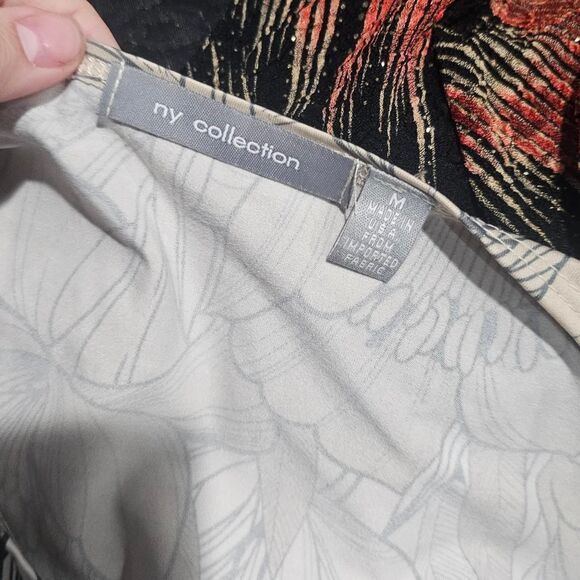 ny collection
M
MADE IN
USA
FROM
IMPORTED
FABRIC